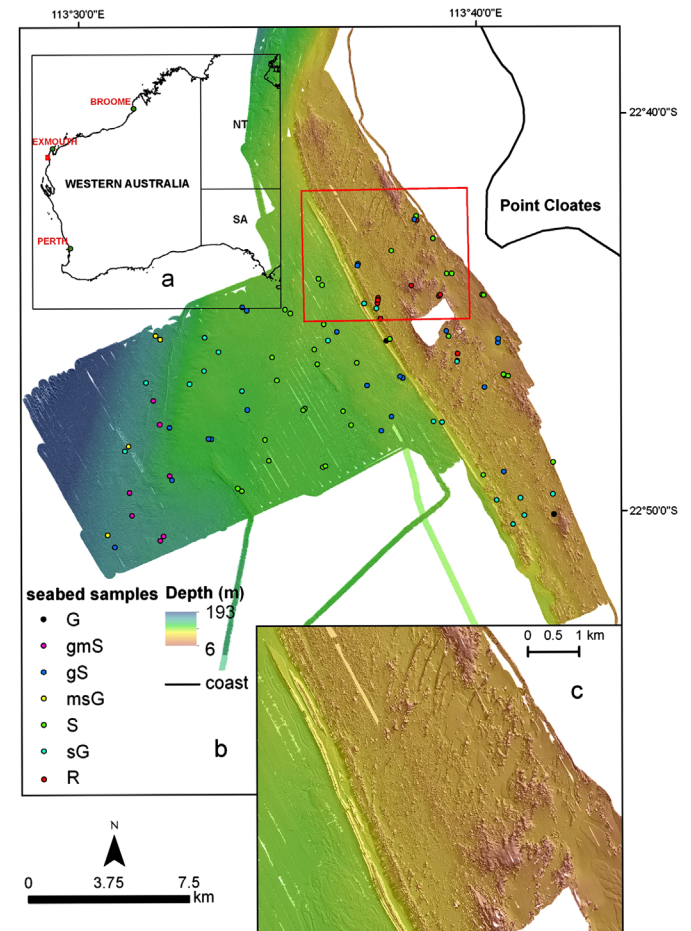 113°30'0"E
113°40'0"E
22°40'0"S
BROOME
NT
EXMOUTH
WESTERN AUSTRALIA
SA
Point Cloates
PERTH
a
22°50'0"S
seabed samples
G
gmS
gS
msG
S
sG
R
Depth (m)
193
6
coast
b
0 0.5 1 km
c
N
0 3.75 7.5
km